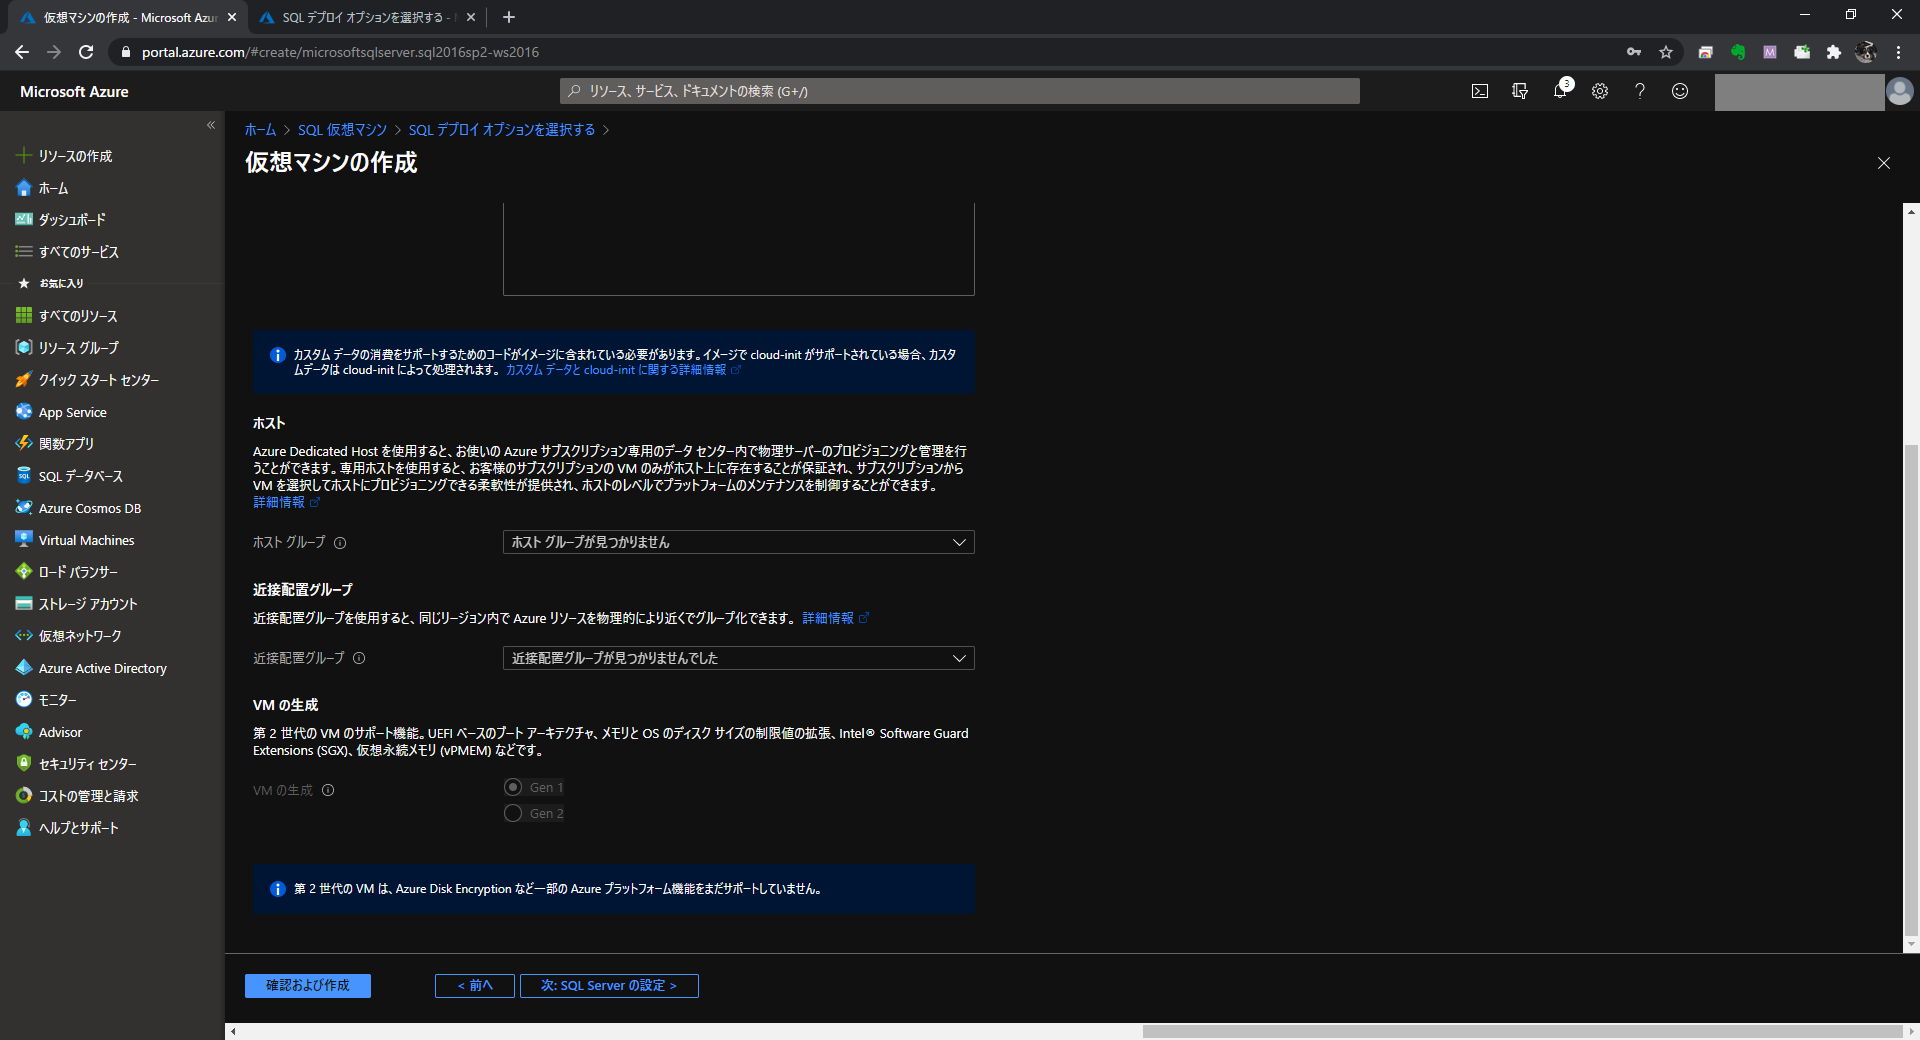 仮想マシンの作成 - Microsoft Azur
SQL デプロイ オプションを選択する -
portal.azure.com/#create/microsoftsqlserver.sql2016sp2-ws2016
Microsoft Azure
リソース、サービス、ドキュメントの検索 (G+/)
3
リソースの作成
ホーム
ダッシュボード
すべてのサービス
お気に入り
すべてのリソース
リソース グループ
クイック スタート センター
App Service
関数アプリ
SQL データベース
Azure Cosmos DB
Virtual Machines
ロード バランサー
ストレージ アカウント
仮想ネットワーク
Azure Active Directory
モニター
Advisor
セキュリティ センター
コストの管理と請求
ヘルプとサポート
ホーム > SQL 仮想マシン > SQL デプロイ オプションを選択する >
仮想マシンの作成
カスタム データの消費をサポートするためのコードがイメージに含まれている必要があります。イメージで cloud-init がサポートされている場合、カスタ
ムデータは cloud-init によって処理されます。 カスタム データと cloud-init に関する詳細情報
ホスト
Azure Dedicated Host を使用すると、お使いの Azure サブスクリプション専用のデータ センター内で物理サーバーのプロビジョニングと管理を行
うことができます。専用ホストを使用すると、お客様のサブスクリプションの VM のみがホスト上に存在することが保証され、サブスクリプションから
VM を選択してホストにプロビジョニングできる柔軟性が提供され、ホストのレベルでプラットフォームのメンテナンスを制御することができます。
詳細情報
ホスト グループ
ホスト グループが見つかりません
近接配置グループ
近接配置グループを使用すると、同じリージョン内で Azure リソースを物理的により近くでグループ化できます。 詳細情報
近接配置グループ
近接配置グループが見つかりませんでした
VM の生成
第 2 世代の VM のサポート機能。UEFI ベースのブート アーキテクチャ、メモリと OS のディスク サイズの制限値の拡張、Intel® Software Guard
Extensions (SGX)、仮想永続メモリ (vPMEM) などです。
VM の生成
Gen 1
Gen 2
第 2 世代の VM は、Azure Disk Encryption など一部の Azure プラットフォーム機能をまだサポートしていません。
確認および作成
< 前へ
次: SQL Server の設定 >